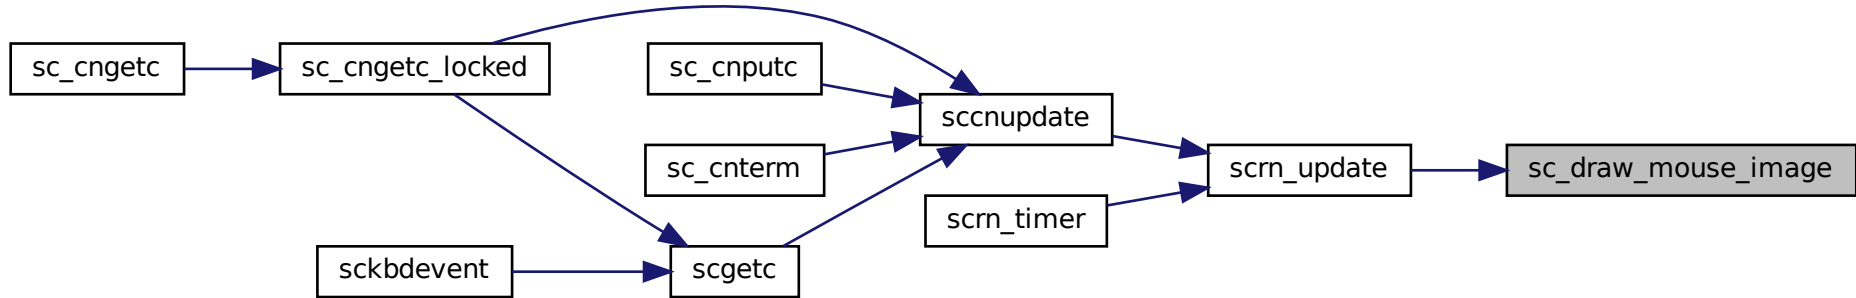 sc_cngetc
sc_cngetc_locked
sc_cnputc
sccnupdate
sc_cnterm
scrn_update
sc_draw_mouse_image
scrn_timer
sckbdevent
scgetc